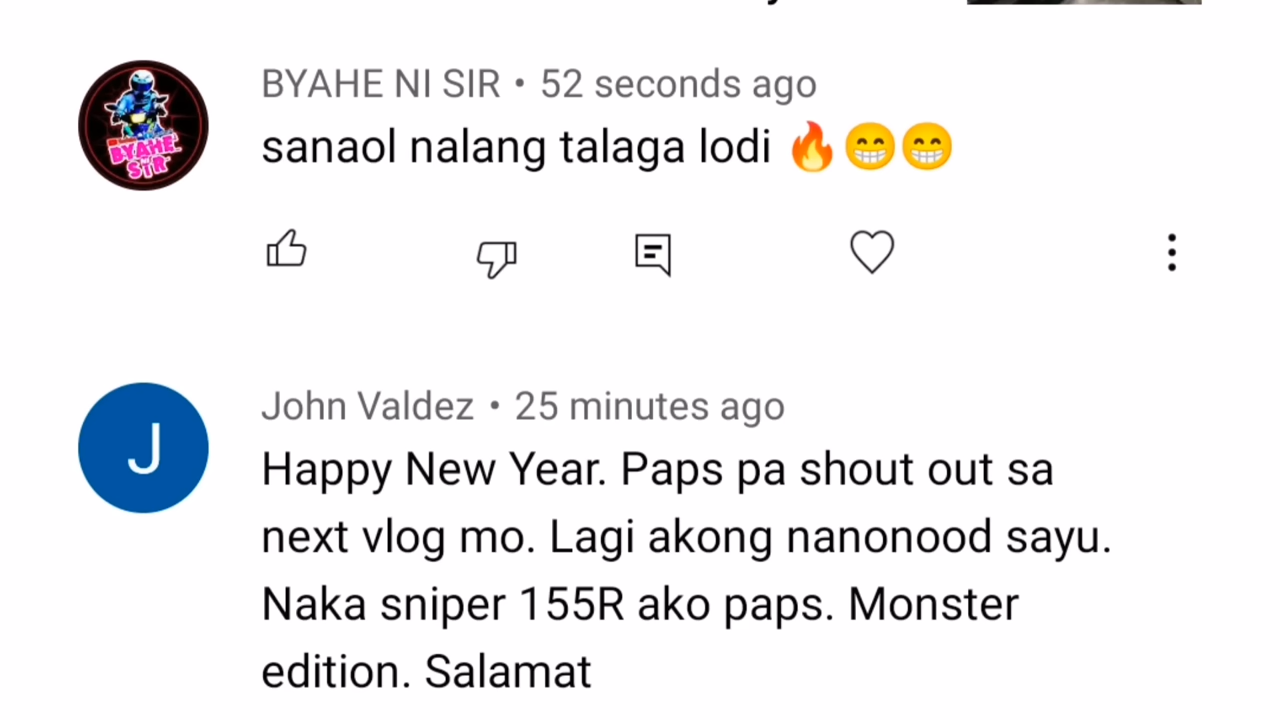 BYAHE NI SIR • 52 seconds ago
sanaol nalang talaga lodi 🔥😁😁
BYAHE
SIR
J
John Valdez • 25 minutes ago
Happy New Year. Paps pa shout out sa
next vlog mo. Lagi akong nanonood sayu.
Naka sniper 155R ako paps. Monster
edition. Salamat